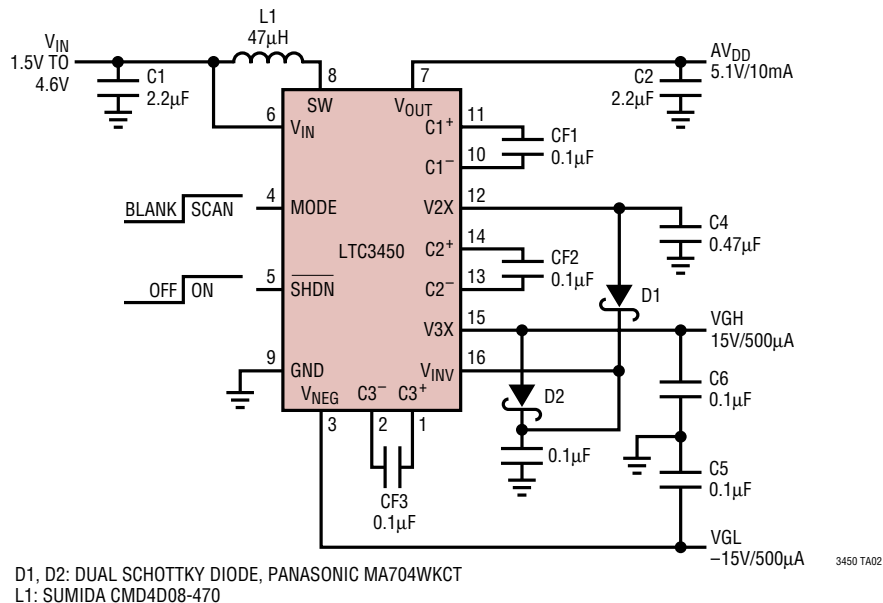 VIN
1.5V TO
4.6V
C1
2.2µF
L1
47µH
8
SW
7
VOUT
AVDD
5.1V/10mA
C2
2.2µF
6
VIN
C1+
11
CF1
0.1µF
C1–
10
BLANK
SCAN
4
MODE
V2X
12
C4
0.47µF
LTC3450
C2+
14
CF2
0.1µF
C2–
13
OFF
ON
5
SHDN
D1
V3X
15
VGH
15V/500µA
9
GND
VINV
16
VNEG
C3–
C3+
3
2
1
D2
C6
0.1µF
0.1µF
CF3
0.1µF
C5
0.1µF
VGL
–15V/500µA
3450 TA02
D1, D2: DUAL SCHOTTKY DIODE, PANASONIC MA704WKCT
L1: SUMIDA CMD4D08-470